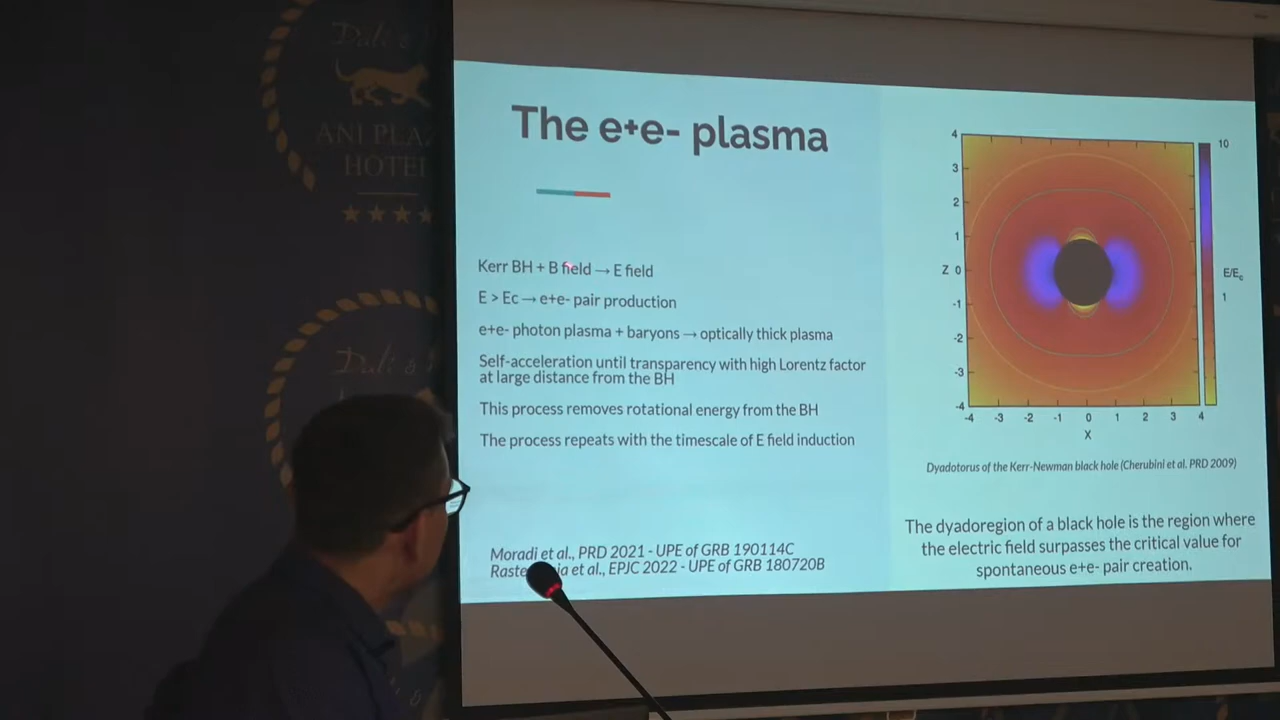 Dali &
ANI PLAZ
HOTEL
Dali &
The e+e- plasma
Kerr BH + B field → E field
E > Ec → e+e- pair production
e+e- photon plasma + baryons → optically thick plasma
Self-acceleration until transparency with high Lorentz factor
at large distance from the BH
This process removes rotational energy from the BH
The process repeats with the timescale of E field induction
Moradi et al., PRD 2021 - UPE of GRB 190114C
et al., EPJC 2022 - UPE of GRB 180720B
4
3
2
1
Z 0
-1
-2
-3
-4
-4 -3 -2 -1 0 1 2 3 4
X
10
E/Ec
1
Dyadotorus of the Kerr-Newman black hole (Cherubini et al. PRD 2009)
The dyadoregion of a black hole is the region where
the electric field surpasses the critical value for
spontaneous e+e- pair creation.